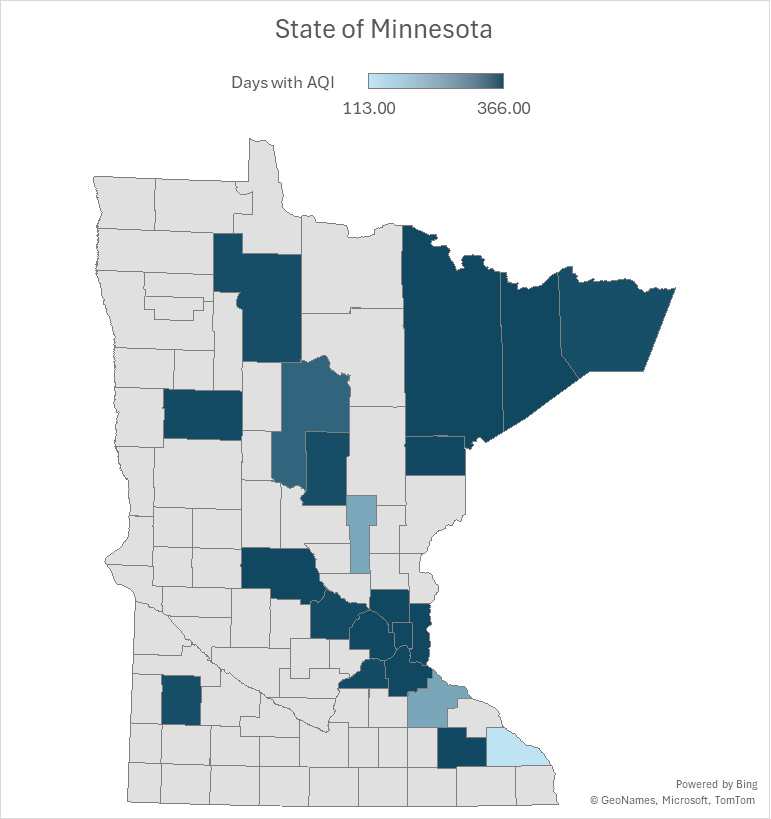 State of Minnesota
Days with AQI
113.00 366.00
Powered by Bing
© GeoNames, Microsoft, TomTom